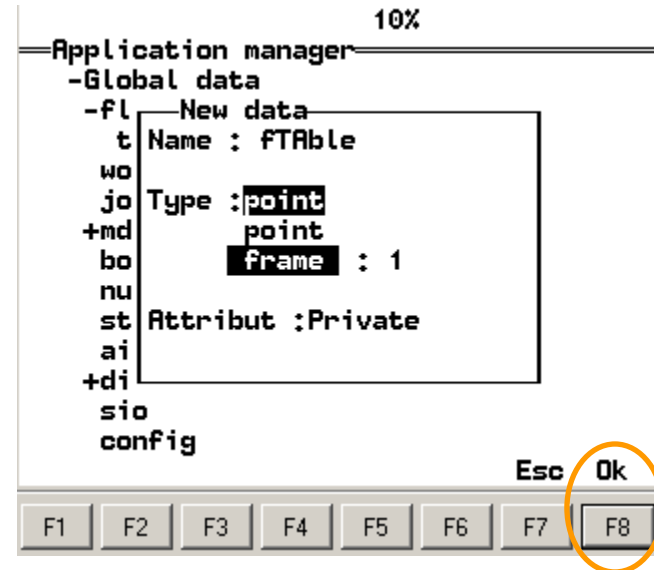 10%
Application manager
-Global data
-fl
New data
t
Name : fTAble
wo
jo
Type :point
+md
point
bo
frame : 1
nu
st
Attribut :Private
ai
+di
sio
config
Esc Ok
F1 F2 F3 F4 F5 F6 F7 F8